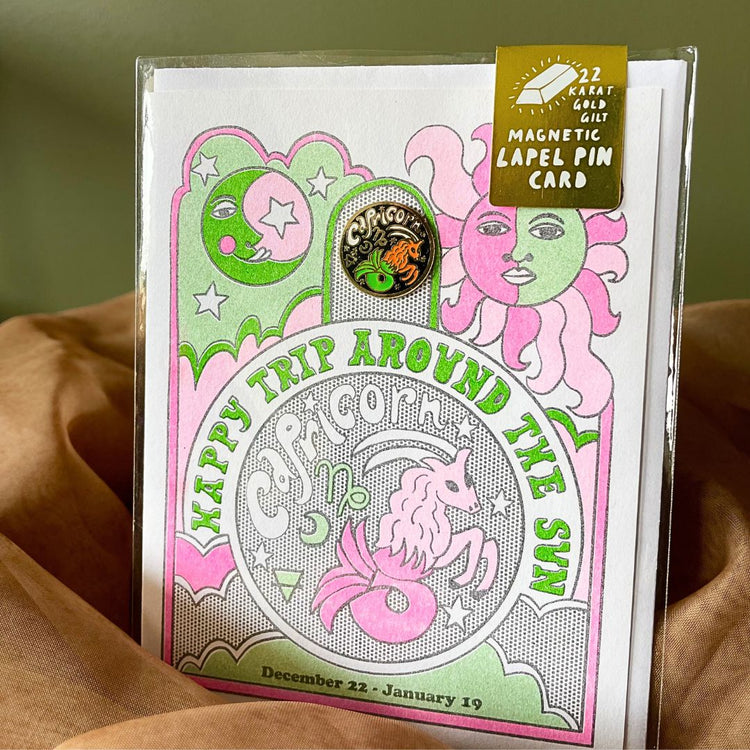 22
KARAT
GOLD
GILT
MAGNETIC
LAPEL PIN
CARD
Capricorn
HAPPY TRIP AROUND THE SUN
Capricorn
December 22 - January 19